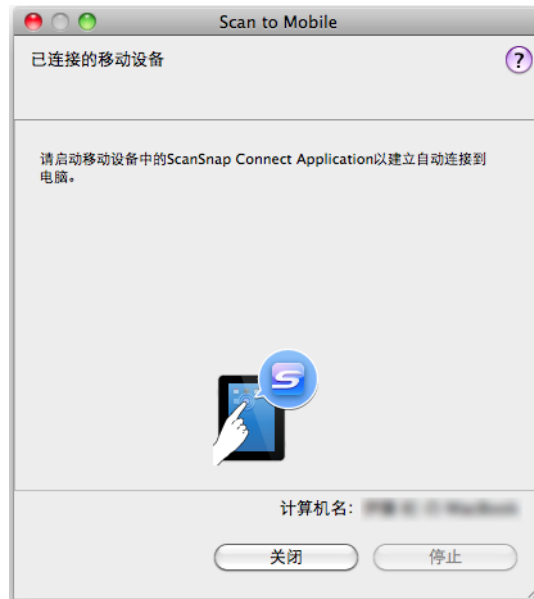 Scan to Mobile
已连接的移动设备
?
请启动移动设备中的ScanSnap Connect Application以建立自动连接到
电脑。
S
计算机名：
关闭
停止